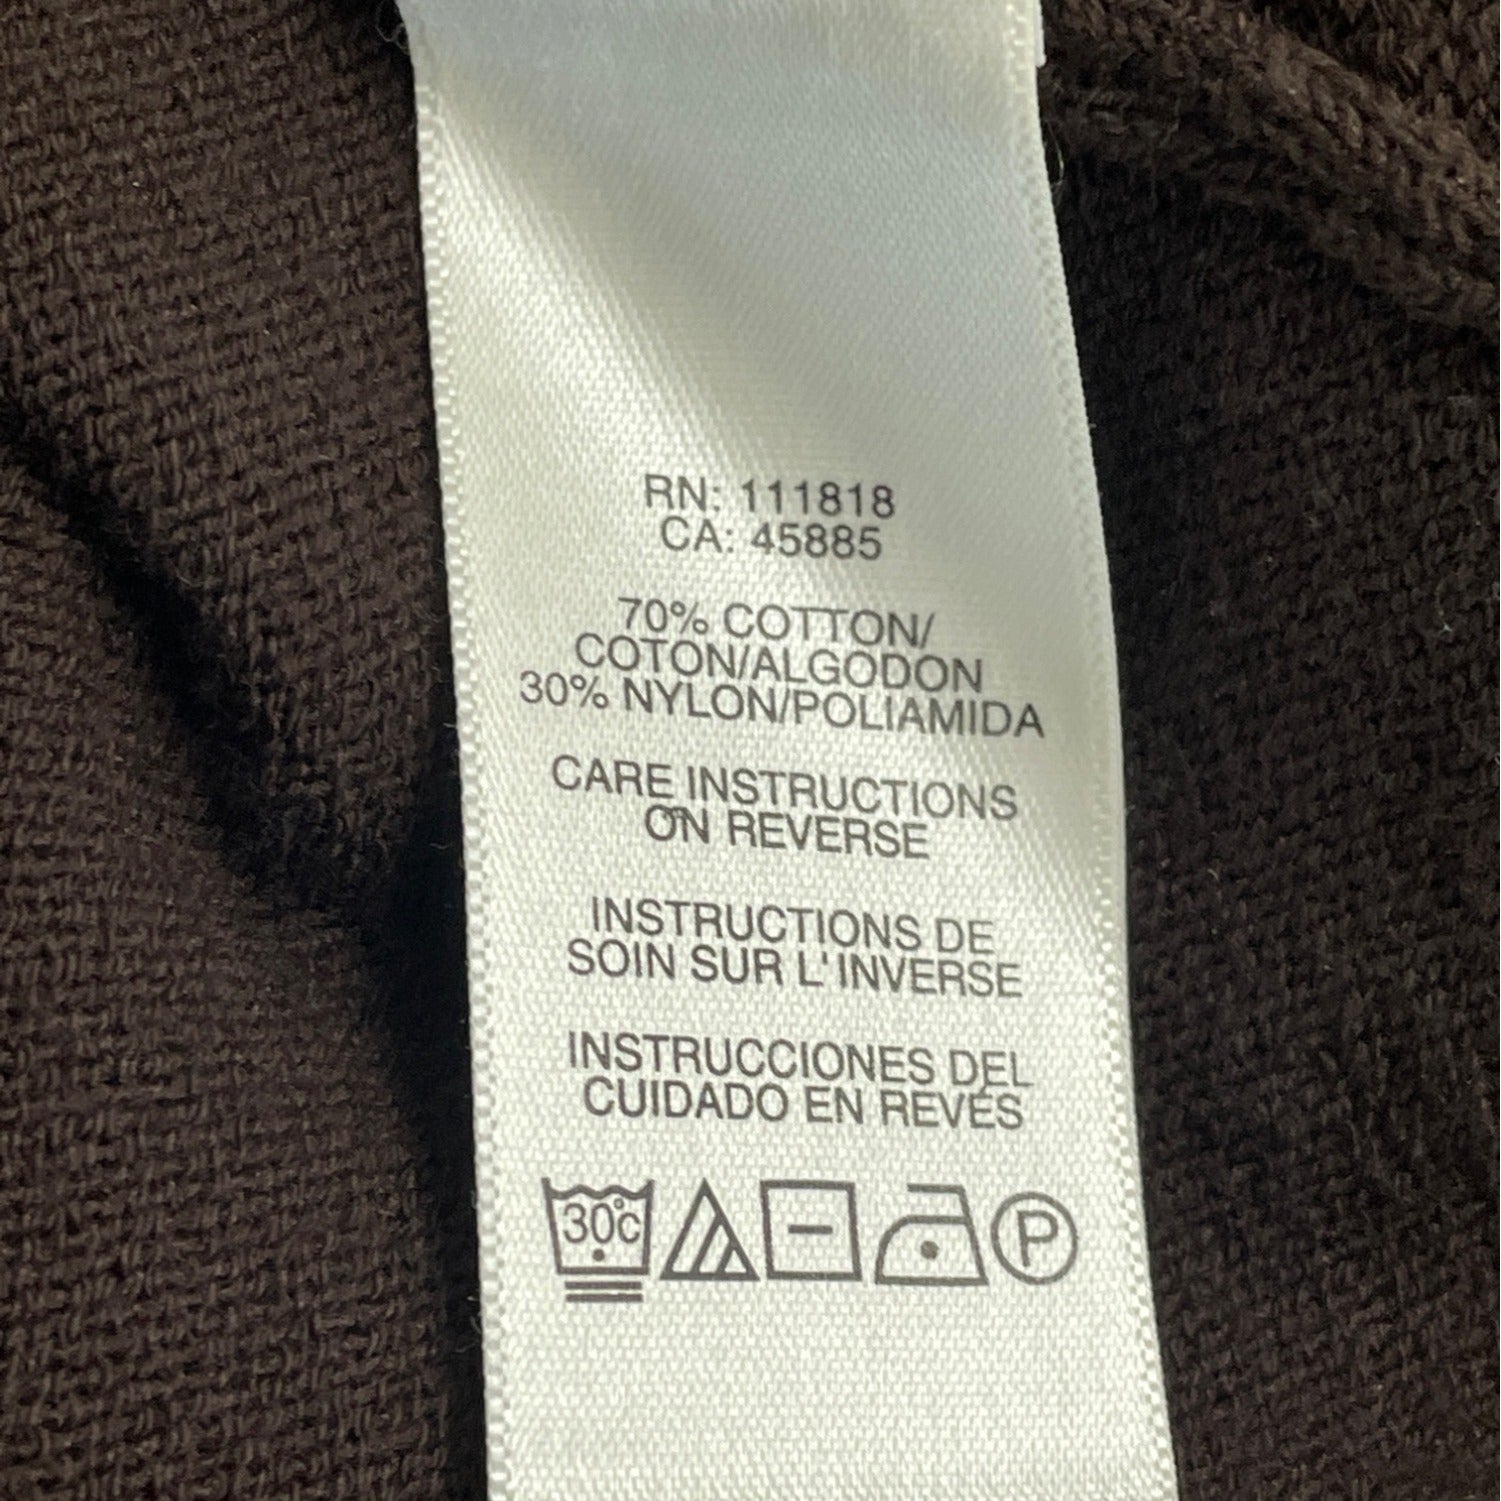 RN: 111818
CA: 45885
70% COTTON/
COTON/ALGODON
30% NYLON/POLIAMIDA
CARE INSTRUCTIONS
ON REVERSE
INSTRUCTIONS DE
SOIN SUR L'INVERSE
INSTRUCCIONES DEL
CUIDADO EN REVÉS
30°C
P